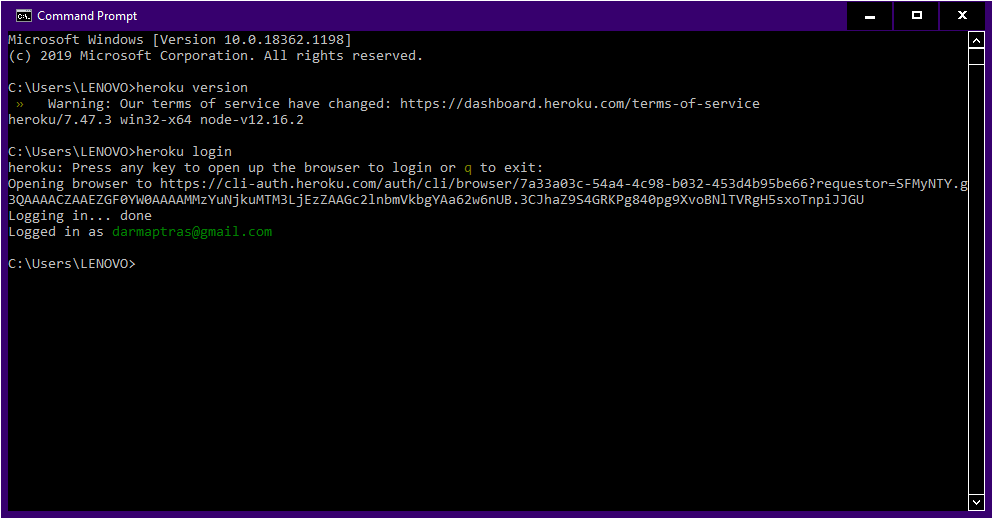 Command Prompt
Microsoft Windows [Version 10.0.18362.1198]
(c) 2019 Microsoft Corporation. All rights reserved.
C:\Users\LENOVO>heroku version
»   Warning: Our terms of service have changed: https://dashboard.heroku.com/terms-of-service
heroku/7.47.3 win32-x64 node-v12.16.2
C:\Users\LENOVO>heroku login
heroku: Press any key to open up the browser to login or q to exit:
Opening browser to https://cli-auth.heroku.com/auth/cli/browser/7a33a03c-54a4-4c98-b032-453d4b95be66?requestor=SFMyNTY.g
3QAAAACZAAEZGF0YW0AAAAMMzYuNjkuMTM3LjEzZAAGc2lnbmVkbgYAa62w6nUB.3CJhaZ9S4GRKPg840pg9XvoBNlTVRgH5sxoTnpiJJGU
Logging in... done
Logged in as darmaptras@gmail.com
C:\Users\LENOVO>